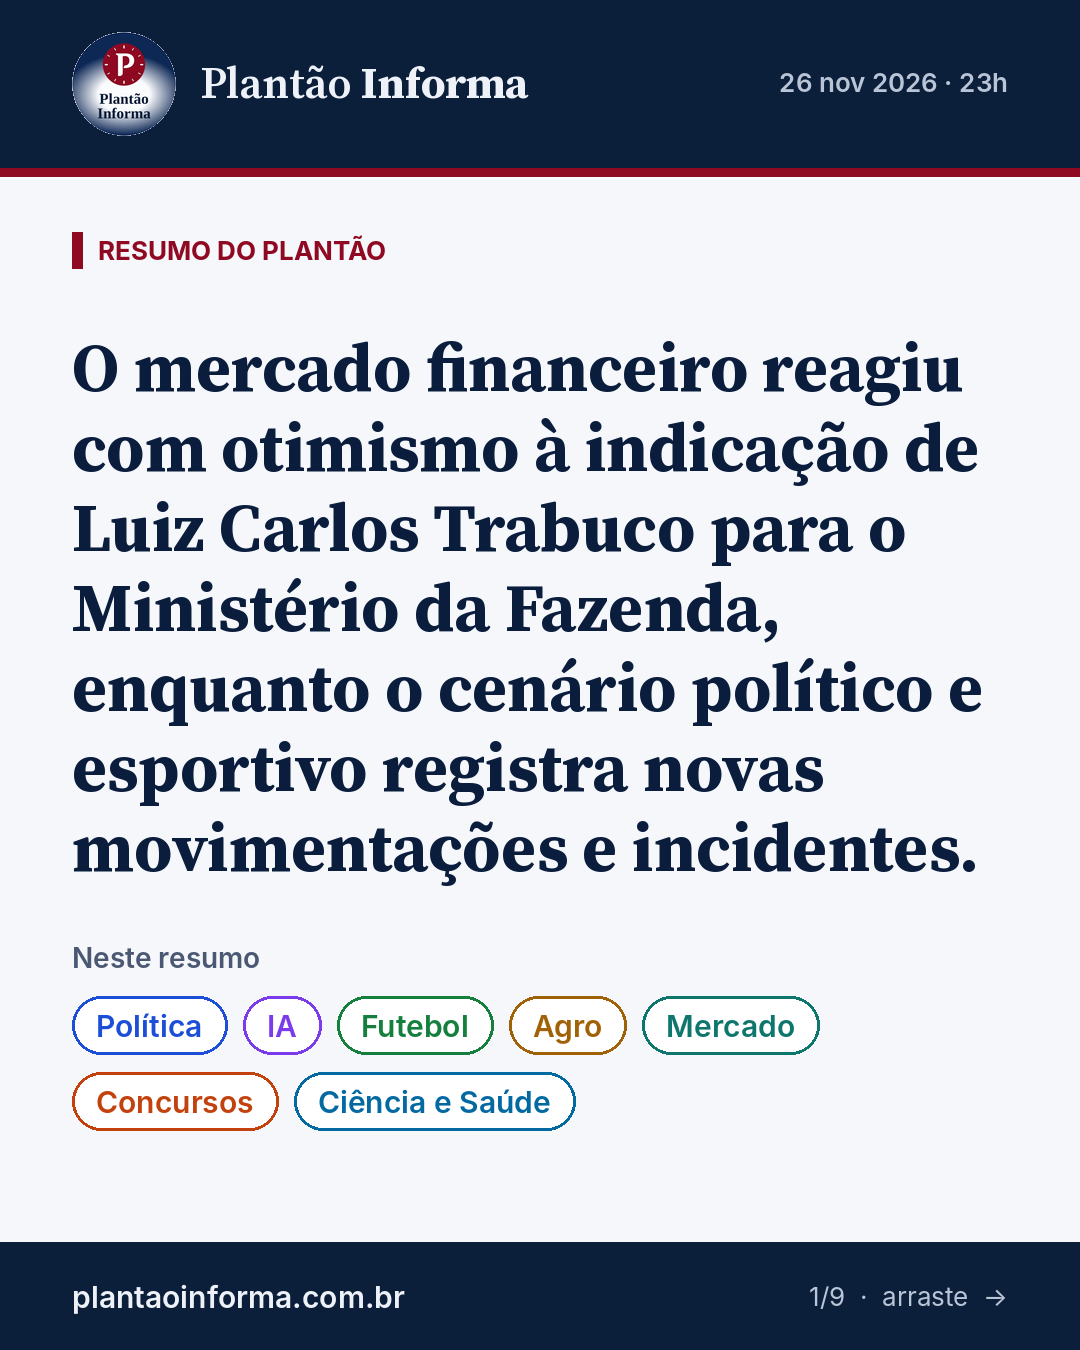 P
Plantão
Informa
Plantão Informa
26 nov 2026 · 23h
RESUMO DO PLANTÃO
O mercado financeiro reagiu
com otimismo à indicação de
Luiz Carlos Trabuco para o
Ministério da Fazenda,
enquanto o cenário político e
esportivo registra novas
movimentações e incidentes.
Neste resumo
Política IA Futebol Agro Mercado
Concursos Ciência e Saúde
plantaoinforma.com.br
1/9 · arraste →